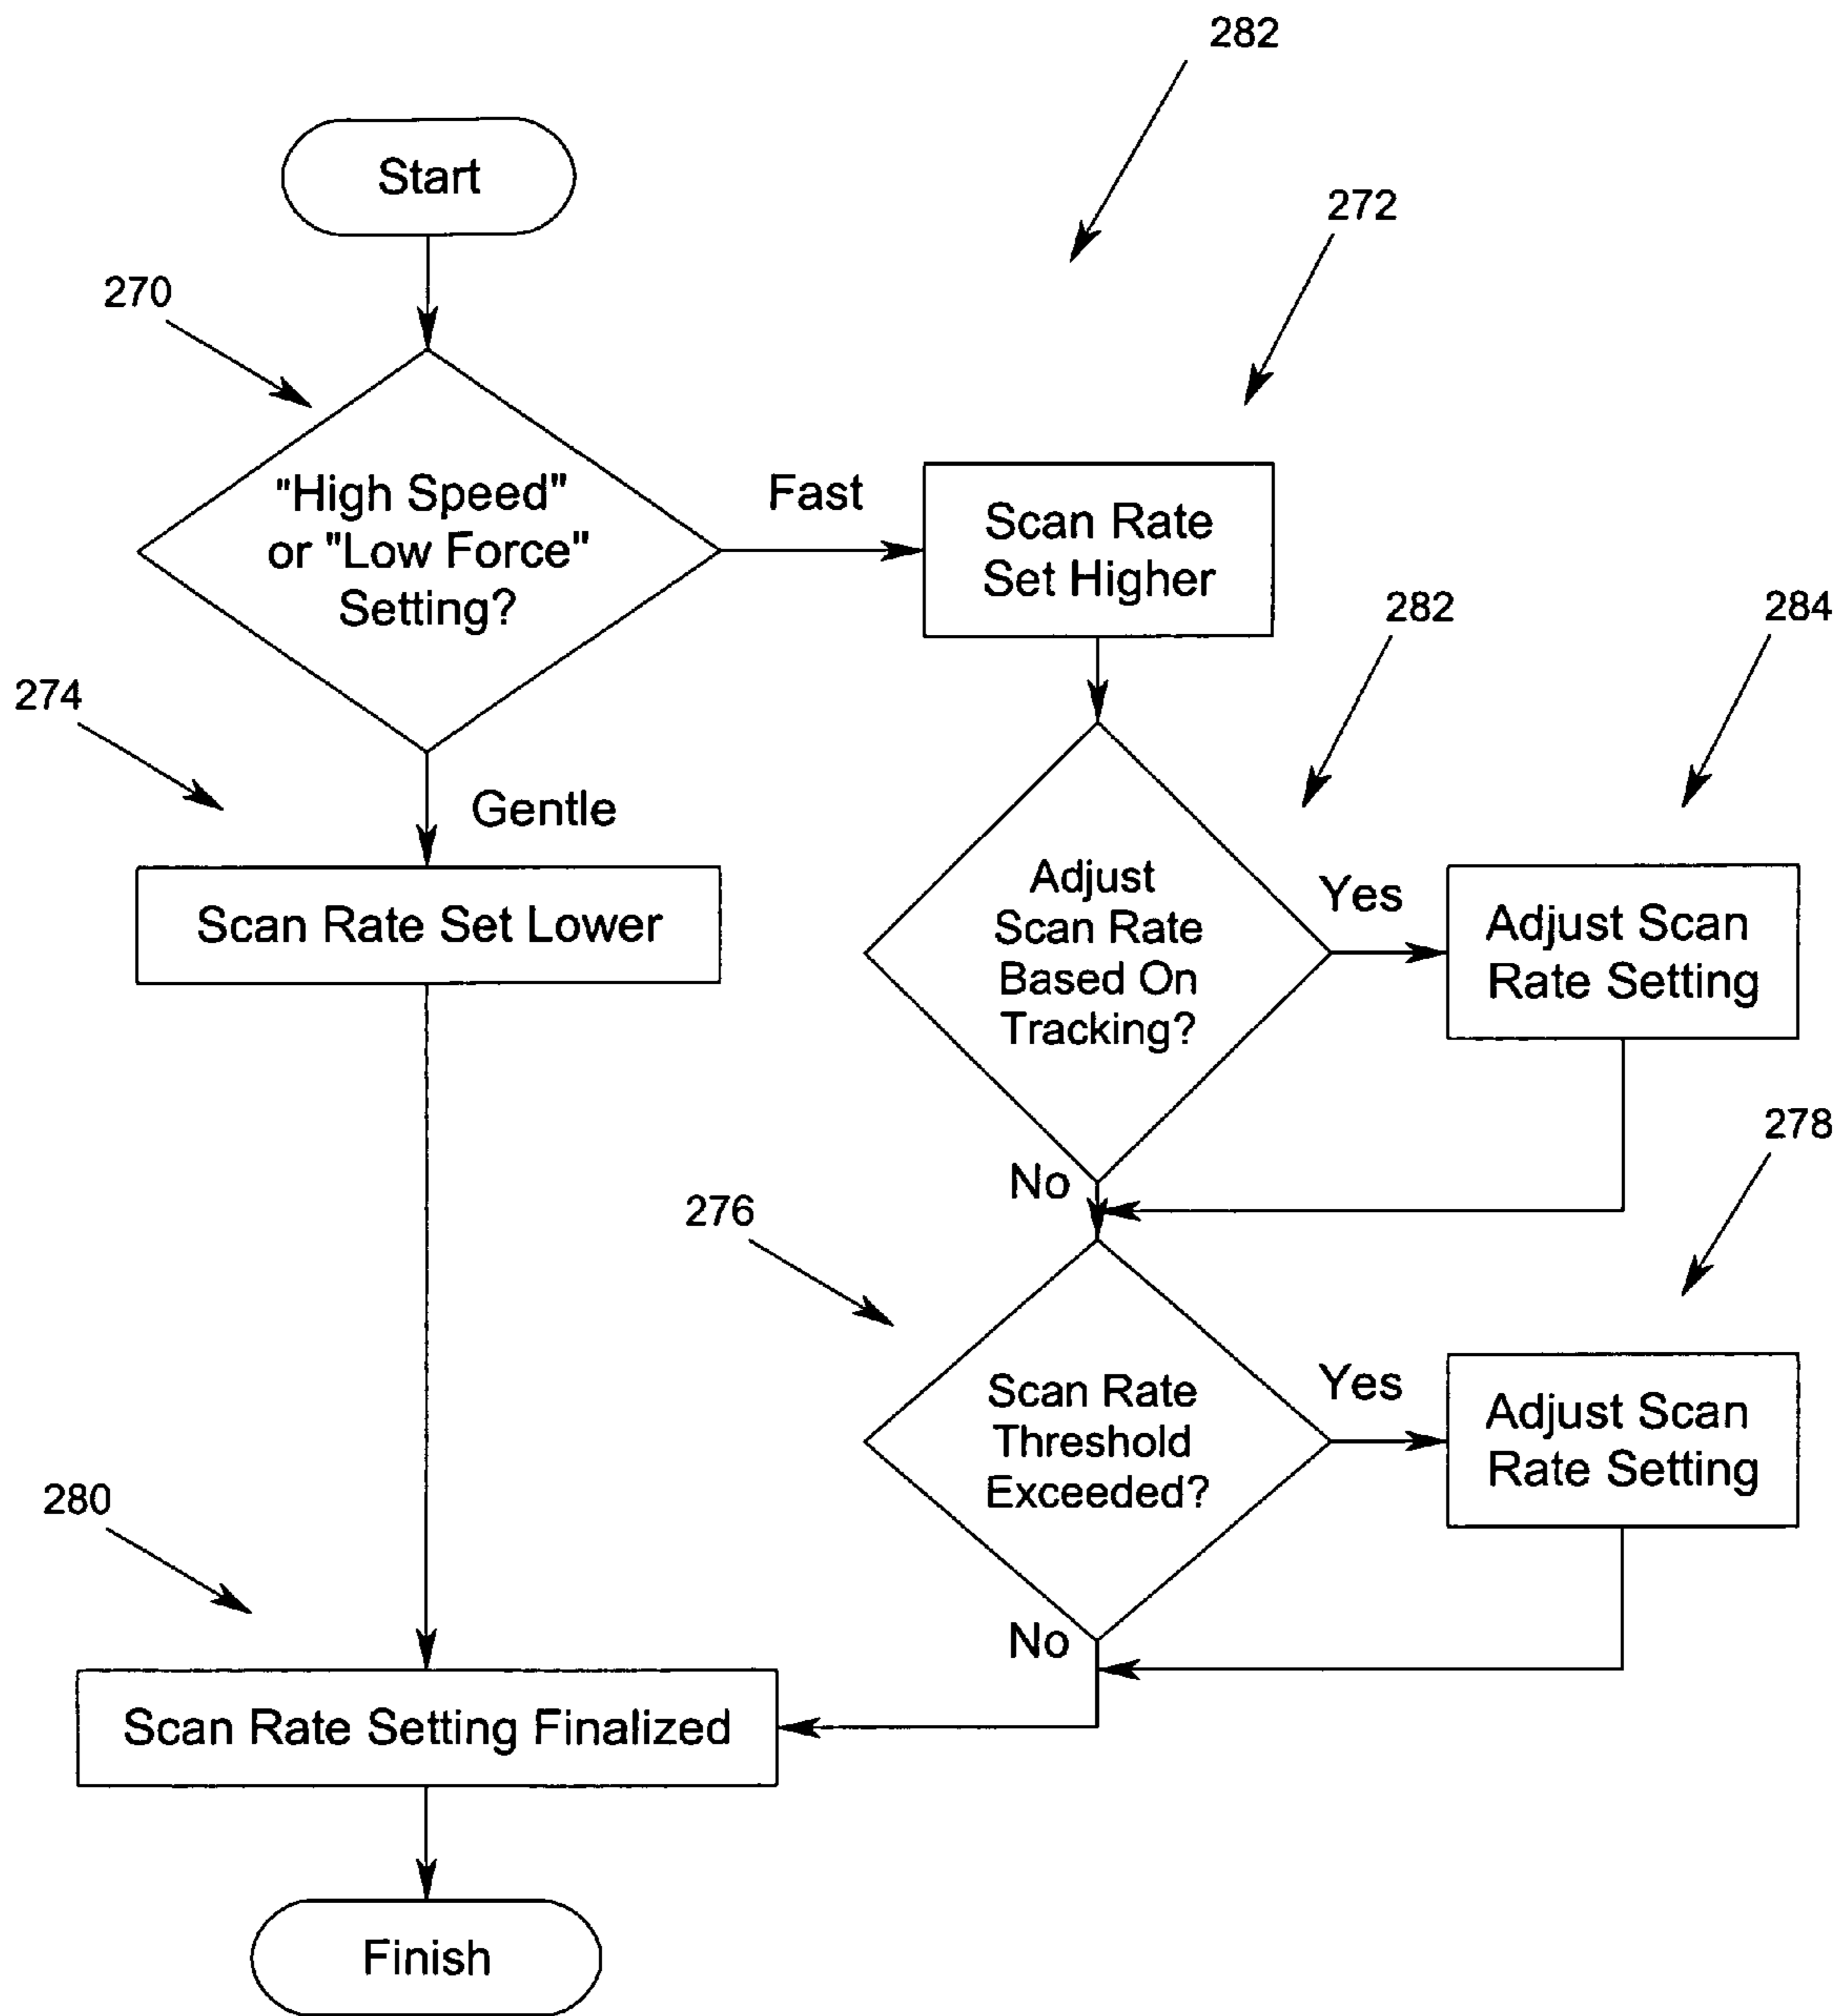 282
Start
272
270
"High Speed"
or "Low Force"
Setting?
Fast
Scan Rate
Set Higher
282
284
274
Gentle
Scan Rate Set Lower
Adjust
Scan Rate
Based On
Tracking?
Yes
Adjust Scan
Rate Setting
No
278
276
Scan Rate
Threshold
Exceeded?
Yes
Adjust Scan
Rate Setting
280
No
Scan Rate Setting Finalized
Finish